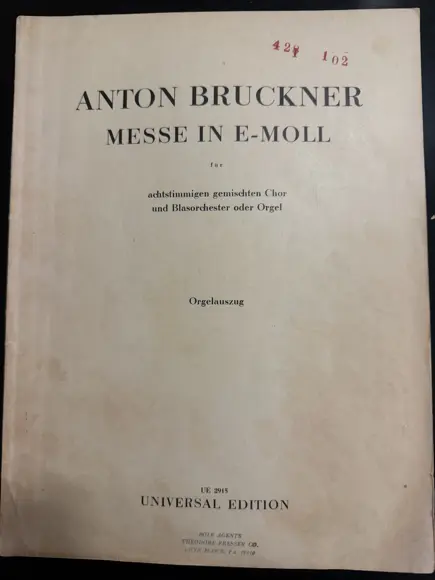 421 102
ANTON BRUCKNER
MESSE IN E-MOLL
für
achtstimmigen gemischten Chor
und Blasorchester oder Orgel
Orgelauszug
UE 2915
UNIVERSAL EDITION
SOLE AGENTS
THEODORE PRESSER CO.